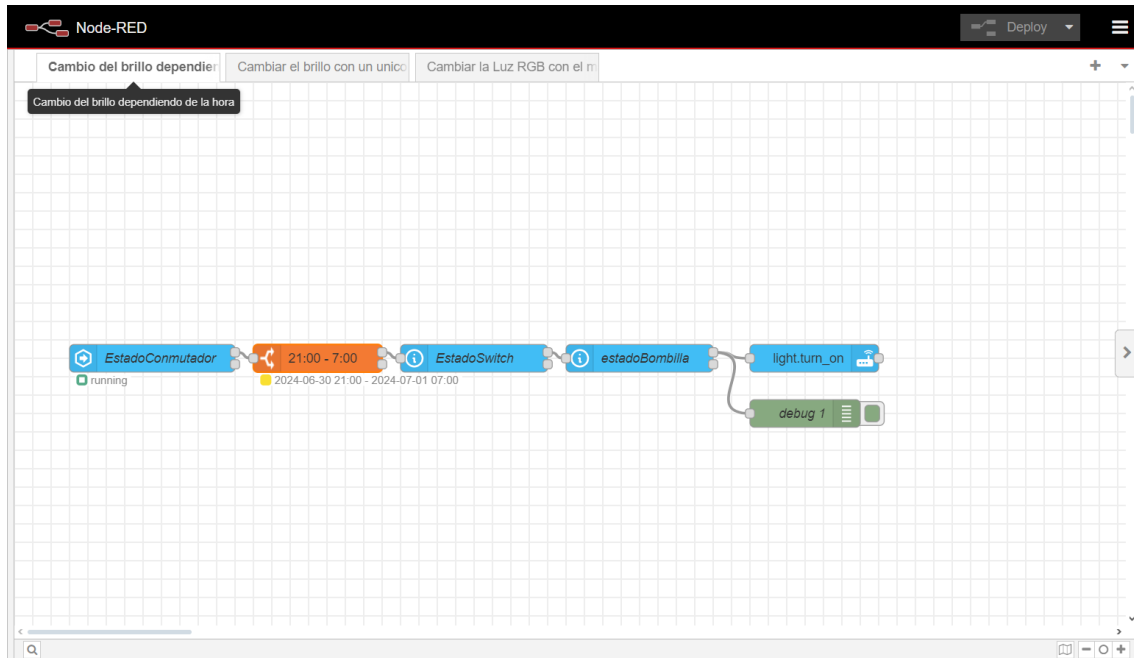 Node-RED
Deploy
Cambio del brillo dependier
Cambiar el brillo con un unico
Cambiar la Luz RGB con el m
Cambio del brillo dependiendo de la hora
EstadoConmutador
21:00 - 7:00
EstadoSwitch
estadoBombilla
light.turn_on
running
2024-06-30 21:00 - 2024-07-01 07:00
debug 1